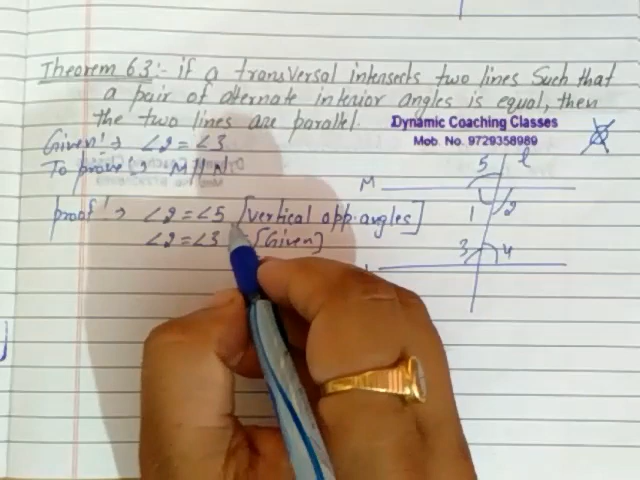 Theorem 6.3:- if a transversal intersects two lines Such that
a pair of alternate interior angles is equal, then
the two lines are parallel.
Dynamic Coaching Classes
Mob. No. 9729358989
Given:→ ∠2 = ∠3
To prove:→ M || N
proof:→ ∠2 = ∠5 [vertical opp. angles]
∠2 = ∠3 [Given]
5 l
M
1 2
3 4